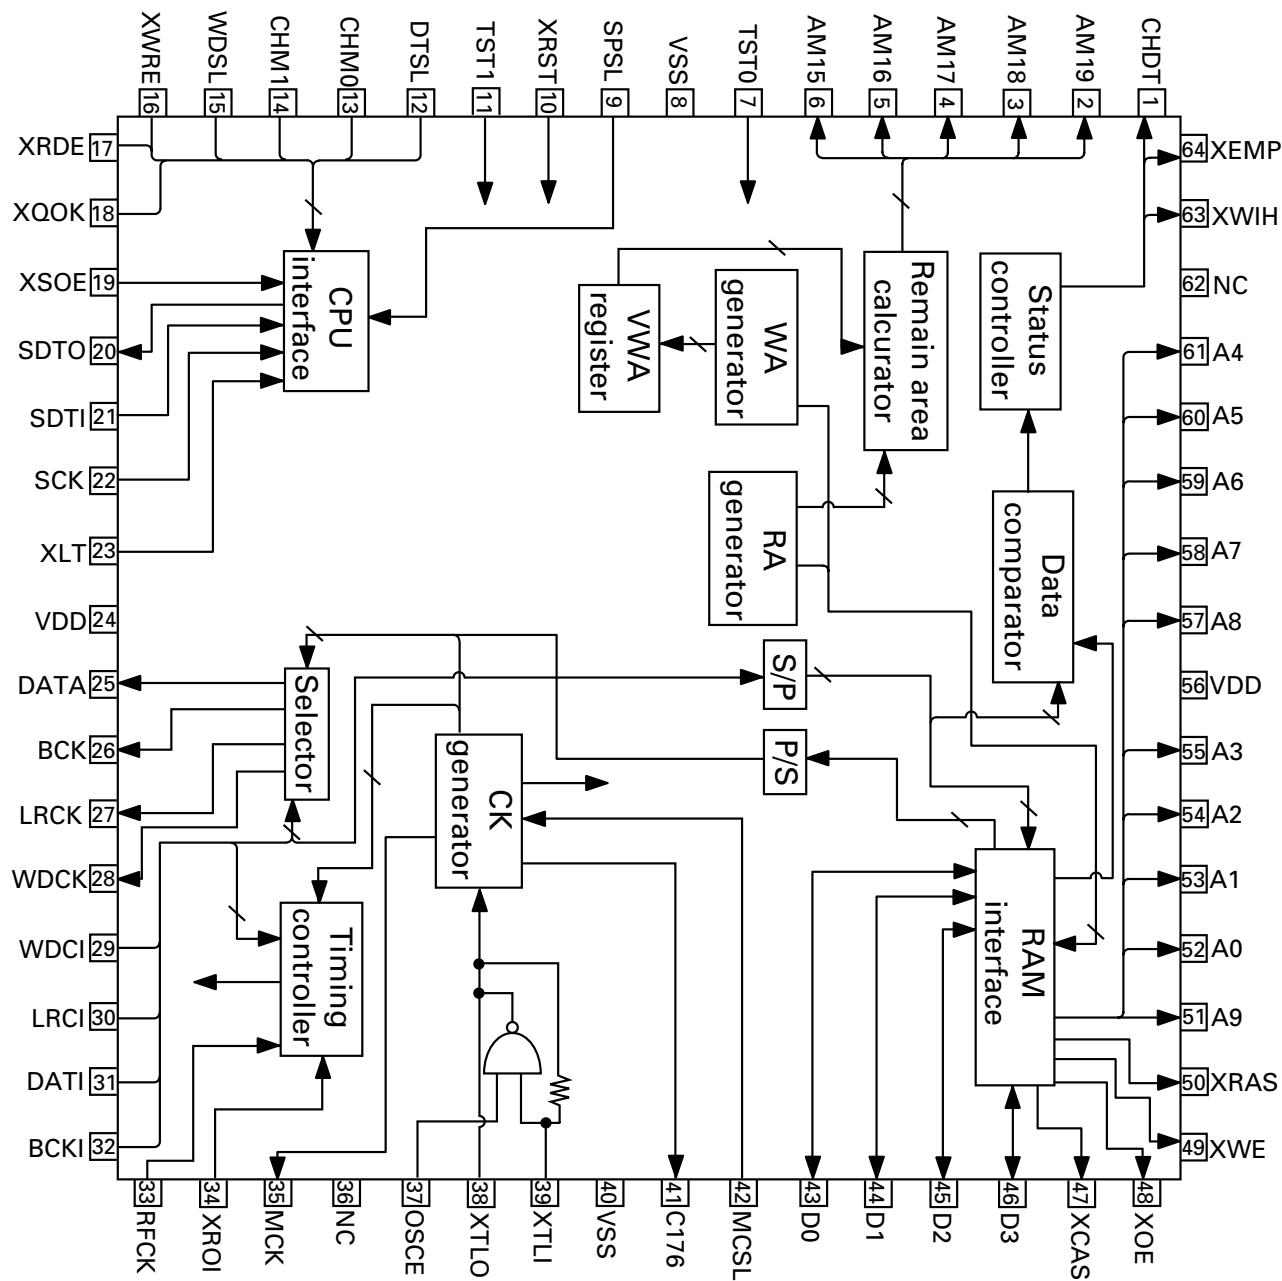 XWRE 16
WDSL 15
CHM1 14
CHM0 13
DTSL 12
TST1 11
XRST 10
SPSL 9
VSS 8
TST0 7
AM15 6
AM16 5
AM17 4
AM18 3
AM19 2
CHDT 1
XRDE 17
XQOK 18
XSOE 19
SDTO 20
SDTI 21
SCK 22
XLT 23
VDD 24
DATA 25
BCK 26
LRCK 27
WDCK 28
WDCI 29
LRCI 30
DATI 31
BCKI 32
CPU
interface
VWA
register
WA
generator
Remain area
calcurator
Status
controller
RA
generator
Data
comparator
S/P
P/S
Selector
CK
generator
Timing
controller
RAM
interface
64 XEMP
63 XWIH
62 NC
61 A4
60 A5
59 A6
58 A7
57 A8
56 VDD
55 A3
54 A2
53 A1
52 A0
51 A9
50 XRAS
49 XWE
33 RFCK
34 XROI
35 MCK
36 NC
37 OSCE
38 XTLO
39 XTLI
40 VSS
41 C176
42 MCSL
43 D0
44 D1
45 D2
46 D3
47 XCAS
48 XOE